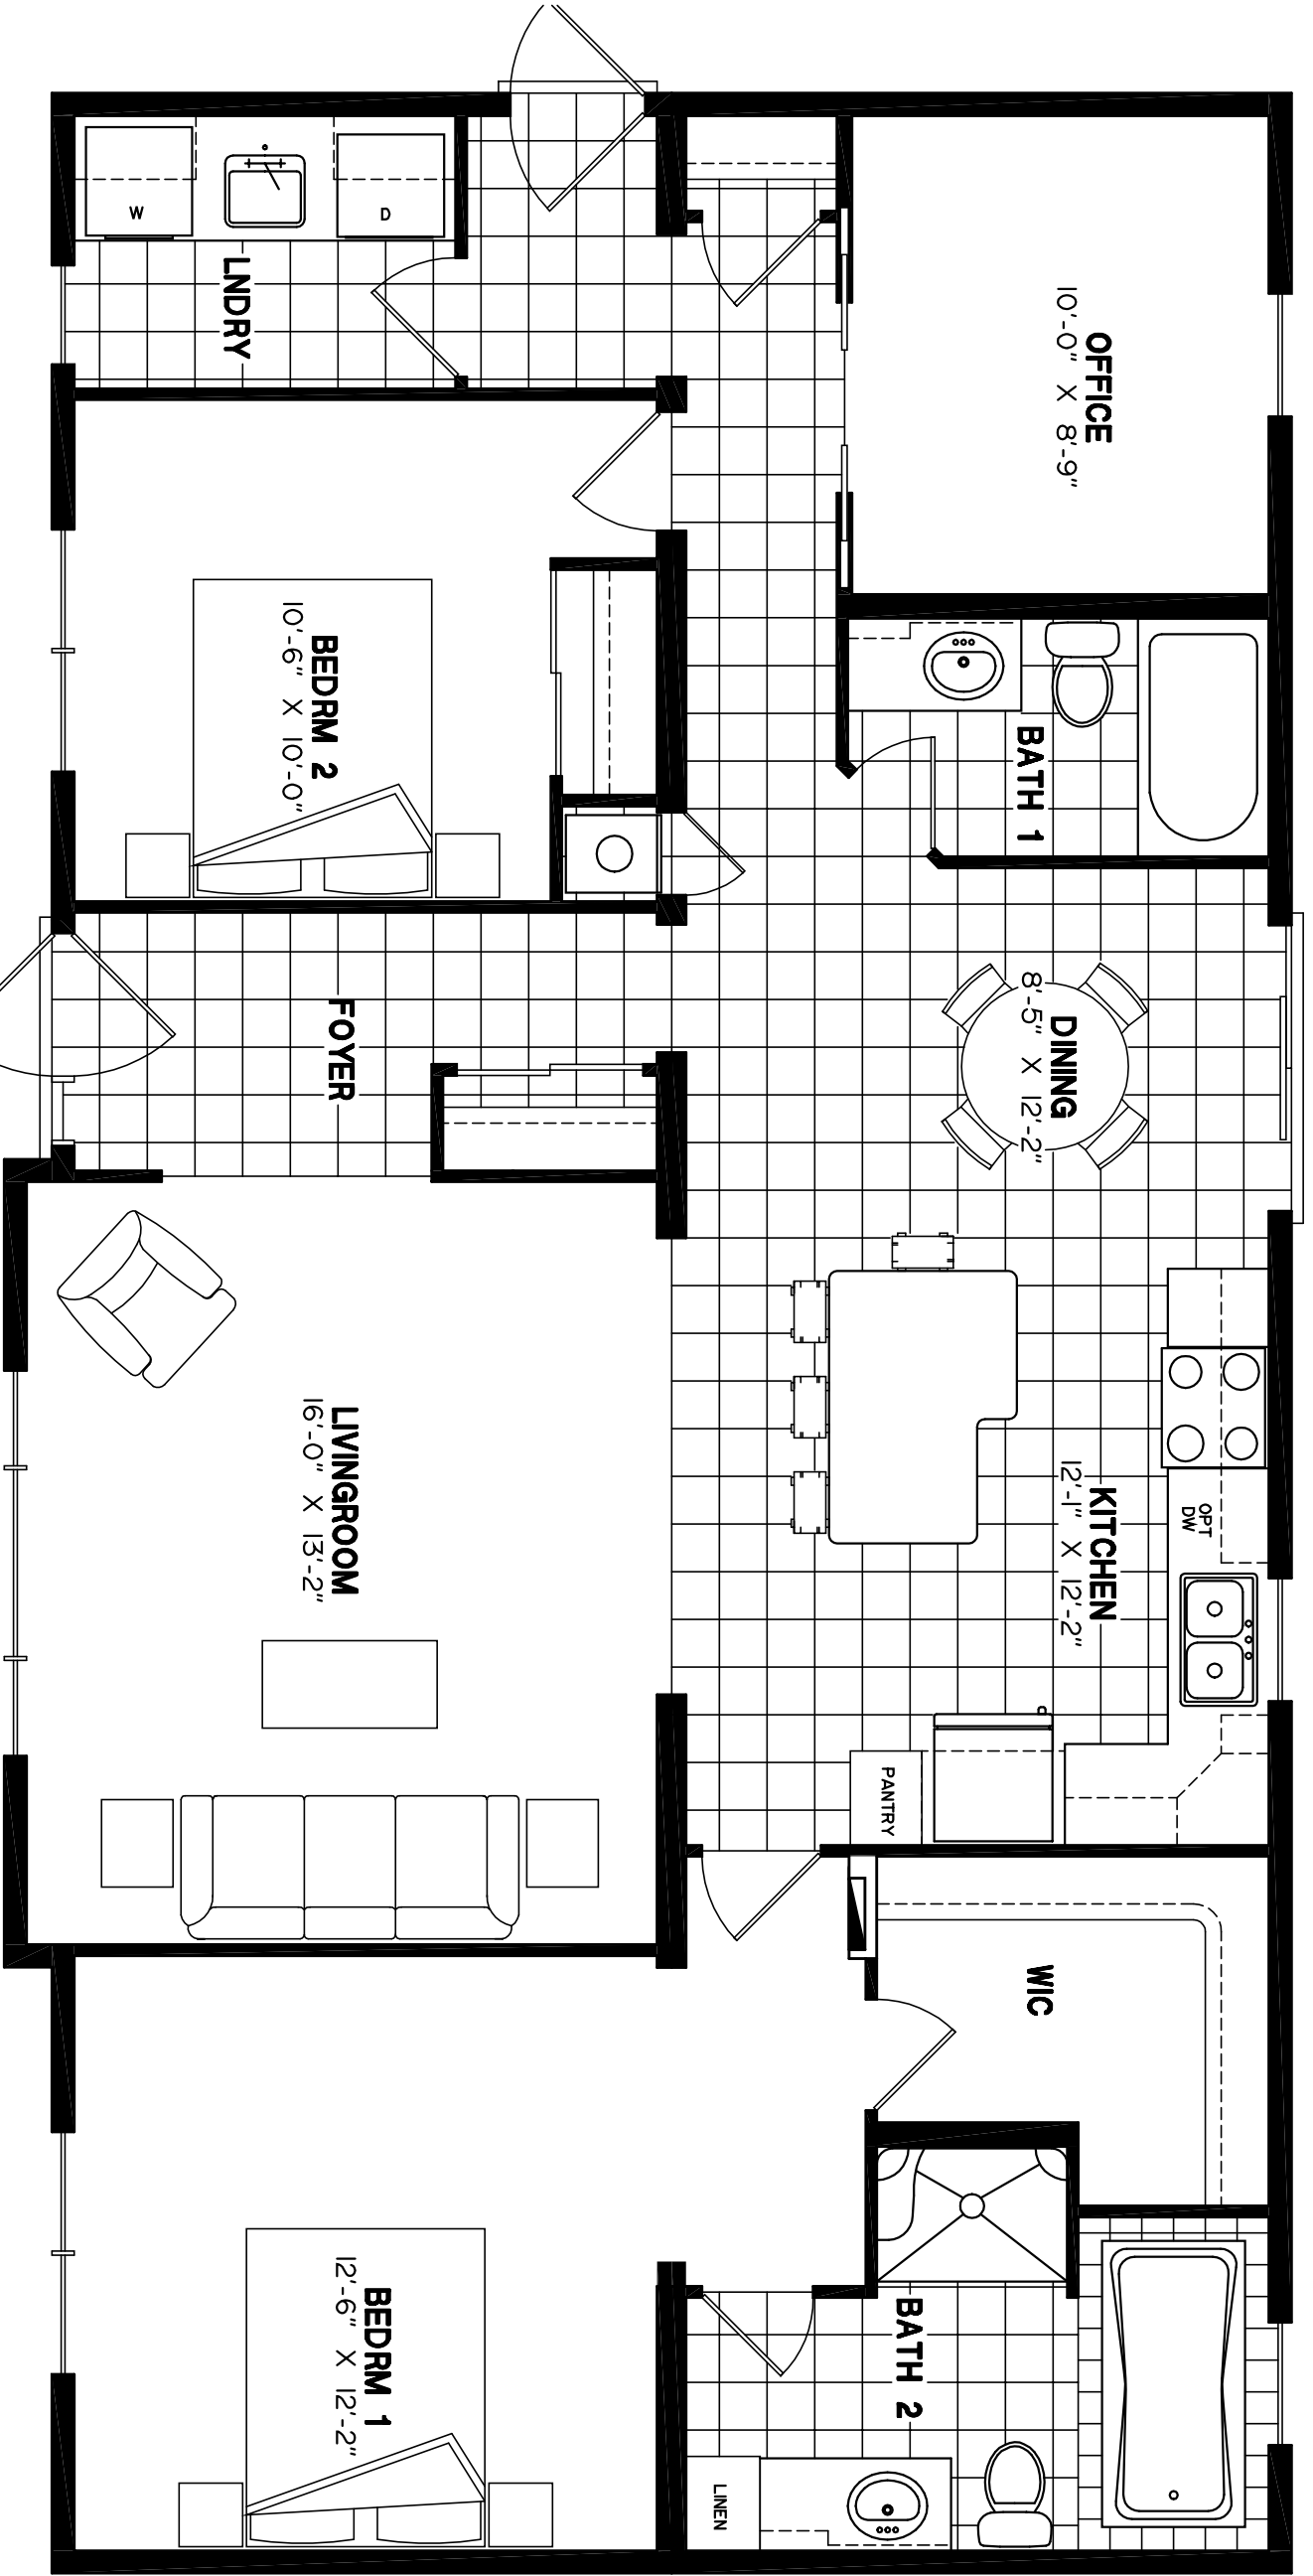 OFFICE
10'-0" X 8'-9"
BATH 1
DINING
8'-5" X 12'-2"
KITCHEN
12'-1" X 12'-2"
OPT
DW
PANTRY
WIC
BATH 2
LINEN
W
D
LNDRY
BEDRM 2
10'-6" X 10'-0"
FOYER
LIVINGROOM
16'-0" X 13'-2"
BEDRM 1
12'-6" X 12'-2"